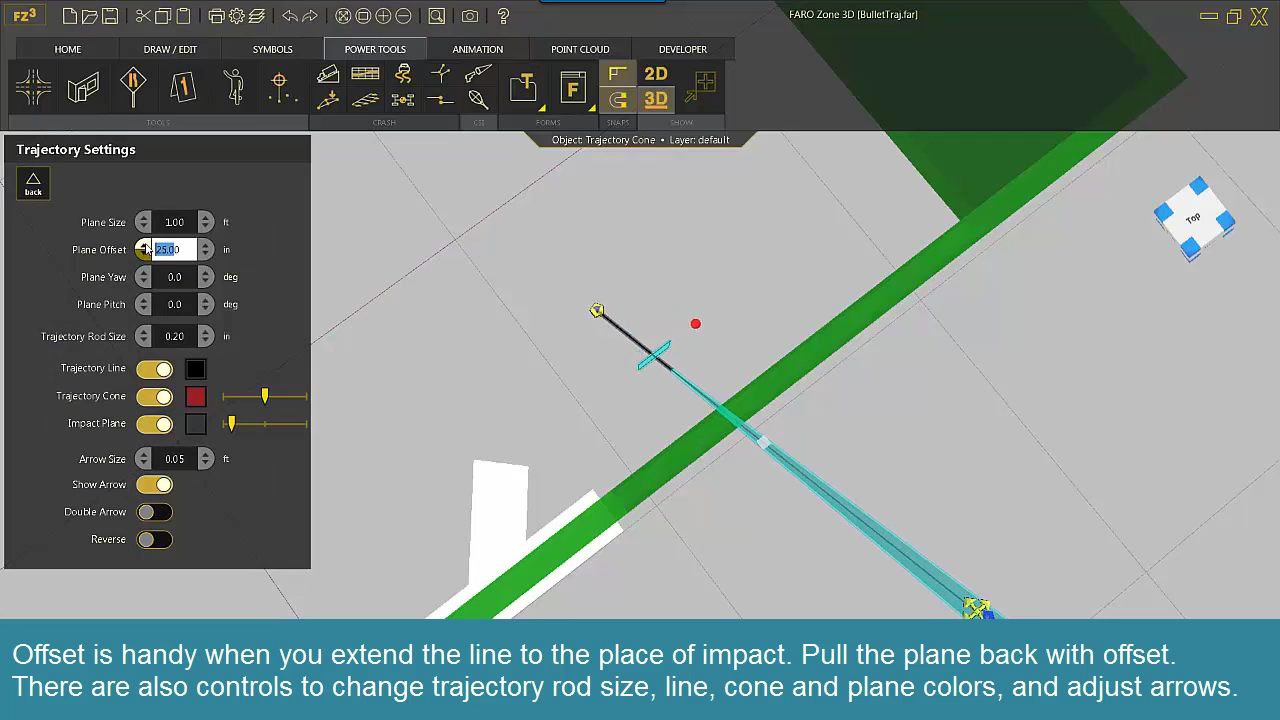 FZ3
FARO Zone 3D [BulletTraj.far]
HOME
DRAW / EDIT
SYMBOLS
POWER TOOLS
ANIMATION
POINT CLOUD
DEVELOPER
1
T
F
2D
3D
TOOLS
CRASH
CSI
FORMS
SNAPS
SHOW
Object: Trajectory Cone • Layer: default
Trajectory Settings
back
Plane Size 1.00 ft
Plane Offset 25.00 in
Plane Yaw 0.0 deg
Plane Pitch 0.0 deg
Trajectory Rod Size 0.20 in
Trajectory Line
Trajectory Cone
Impact Plane
Arrow Size 0.05 ft
Show Arrow
Double Arrow
Reverse
Top
Offset is handy when you extend the line to the place of impact. Pull the plane back with offset.
There are also controls to change trajectory rod size, line, cone and plane colors, and adjust arrows.